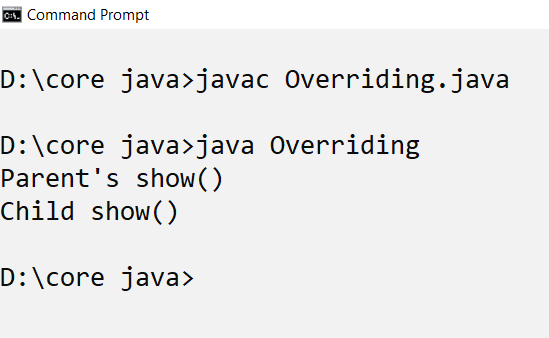 Command Prompt
D:\core java>javac Overriding.java
D:\core java>java Overriding
Parent's show()
Child show()
D:\core java>